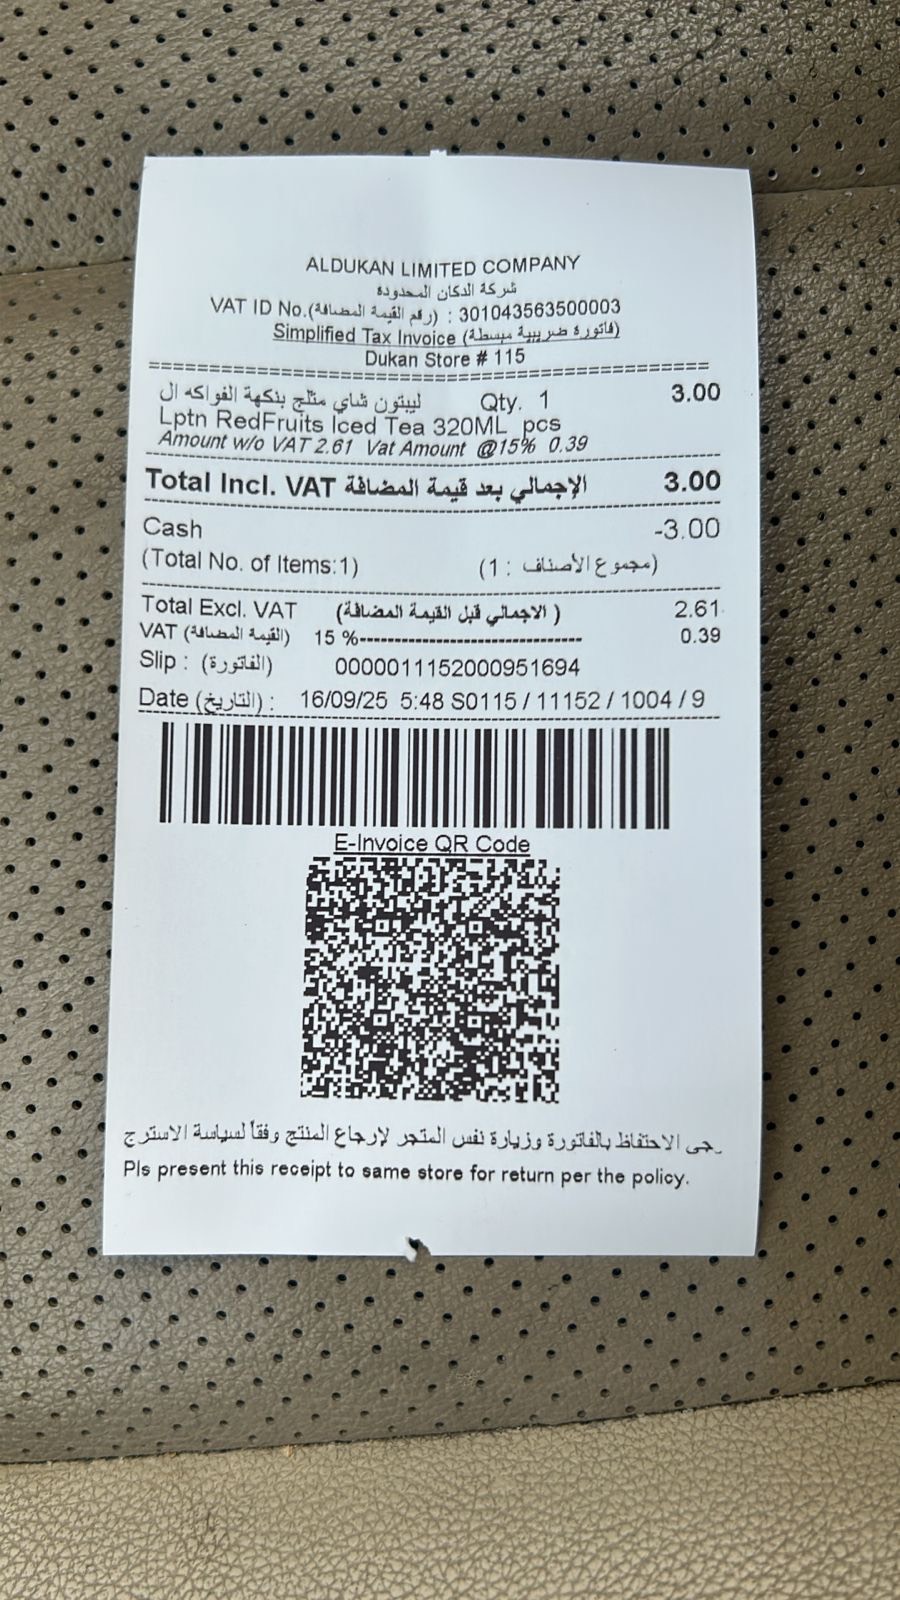 ALDUKAN LIMITED COMPANY
شركة الدكان المحدودة
VAT ID No.(رقم القيمة المضافة) : 301043563500003
Simplified Tax Invoice (فاتورة ضريبية مبسطة)
Dukan Store # 115
ليبتون شاي مثلج بنكهة الفواكه ال Qty. 1 3.00
Lptn RedFruits Iced Tea 320ML pcs
Amount w/o VAT 2.61 Vat Amount @15% 0.39
Total Incl. VAT الإجمالي بعد قيمة المضافة 3.00
Cash -3.00
(Total No. of Items:1) (مجموع الأصناف : 1)
Total Excl. VAT (الاجمالي قبل القيمة المضافة ) 2.61
VAT (القيمة المضافة) 15 %-------------------------------- 0.39
Slip : (الفاتورة) 0000011152000951694
Date (التاريخ) : 16/09/25 5:48 S0115 / 11152 / 1004 / 9
E-Invoice QR Code
الاحتفاظ بالفاتورة وزيارة نفس المتجر لإرجاع المنتج وفقاً لسياسة الاسترج
Pls present this receipt to same store for return per the policy.